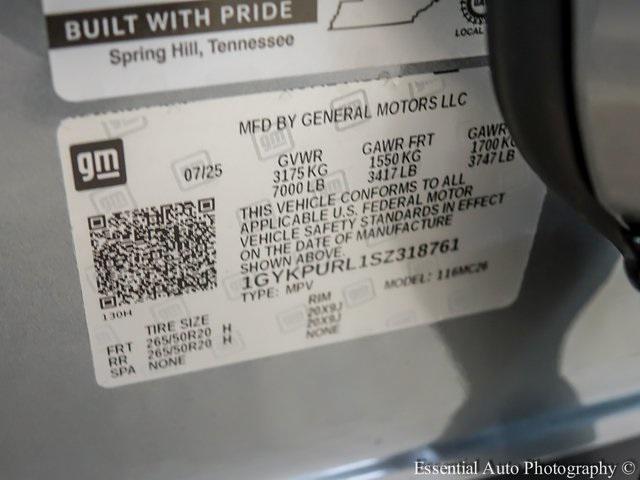 BUILT WITH PRIDE
Spring Hill, Tennessee
LOCAL
MFD BY GENERAL MOTORS LLC
gm
07/25
GVWR GAWR FRT
3175 KG 1550 KG 1700 KG
7000 LB 3417 LB 3747 LB
THIS VEHICLE CONFORMS TO ALL
APPLICABLE U.S. FEDERAL MOTOR
VEHICLE SAFETY STANDARDS IN EFFECT
ON THE DATE OF MANUFACTURE
SHOWN ABOVE.
1GYKPURL1SZ318761
TYPE: MPV MODEL: 116MC26
130H
TIRE SIZE RIM
FRT 265/50R20 H 20X9J
RR 265/50R20 H 20X9J
SPA NONE NONE
Essential Auto Photography ©